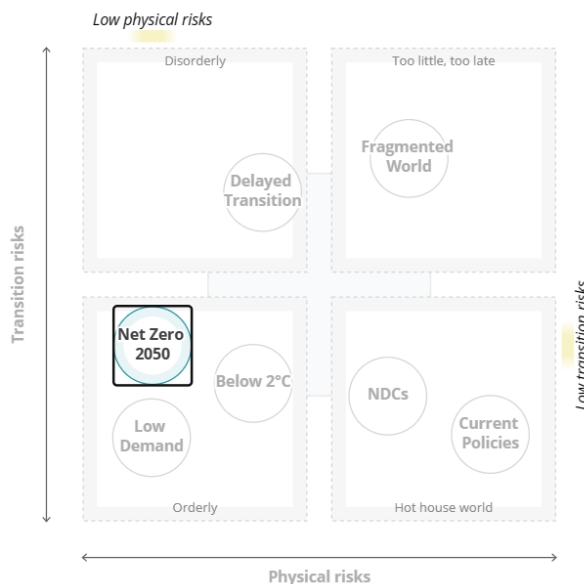 Low physical risks
Disorderly
Too little, too late
Fragmented
World
Delayed
Transition
Transition risks
Net Zero
2050
Below 2°C
Low
Demand
NDCs
Current
Policies
Low transition risks
Orderly
Hot house world
Physical risks